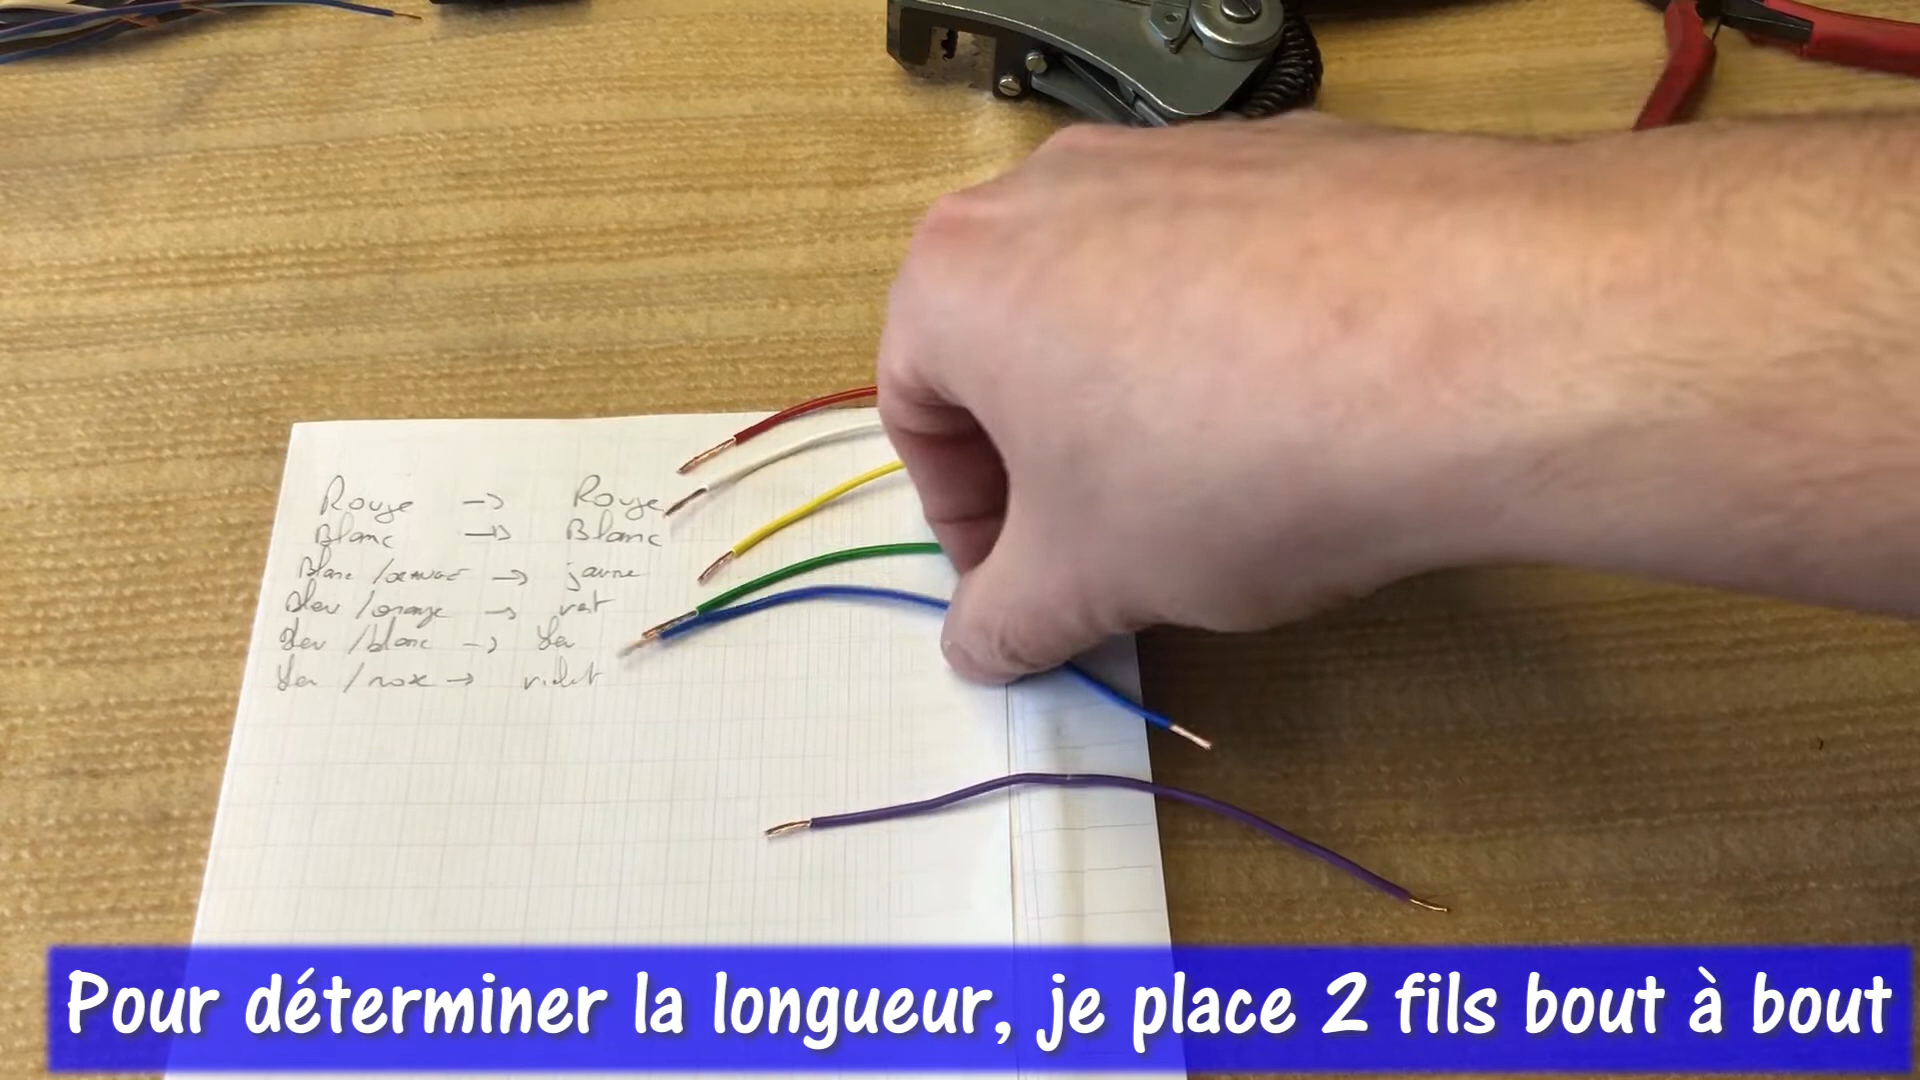 Rouge -> Rouge
Blanc -> Blanc
Blanc /orange -> jaune
Bleu /orange -> vert
Bleu /blanc -> Bleu
Bleu /rose -> violet
Pour déterminer la longueur, je place 2 fils bout à bout